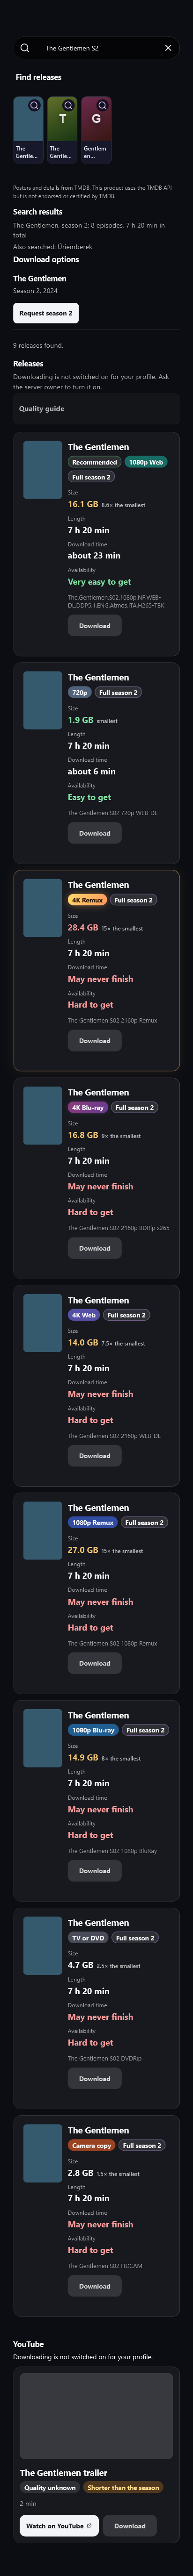 The Gentlemen S2
Find releases
T
G
The
Gentle...
The
Gentle...
Gentlem
en...
Posters and details from TMDB. This product uses the TMDB API
but is not endorsed or certified by TMDB.
Search results
The Gentlemen, season 2: 8 episodes, 7 h 20 min in
total
Also searched: Úriemberek
Download options
The Gentlemen
Season 2, 2024
Request season 2
9 releases found.
Releases
Downloading is not switched on for your profile. Ask
the server owner to turn it on.
Quality guide
The Gentlemen
Recommended
1080p Web
Full season 2
Size
16.1 GB 8.6× the smallest
Length
7 h 20 min
Download time
about 23 min
Availability
Very easy to get
The.Gentlemen.S02.1080p.NF.WEB-
DL.DDP5.1.ENG.Atmos.ITA.H265-TBK
Download
The Gentlemen
720p
Full season 2
Size
1.9 GB smallest
Length
7 h 20 min
Download time
about 6 min
Availability
Easy to get
The Gentlemen S02 720p WEB-DL
Download
The Gentlemen
4K Remux
Full season 2
Size
28.4 GB 15× the smallest
Length
7 h 20 min
Download time
May never finish
Availability
Hard to get
The Gentlemen S02 2160p Remux
Download
The Gentlemen
4K Blu-ray
Full season 2
Size
16.8 GB 9× the smallest
Length
7 h 20 min
Download time
May never finish
Availability
Hard to get
The Gentlemen S02 2160p BDRip x265
Download
The Gentlemen
4K Web
Full season 2
Size
14.0 GB 7.5× the smallest
Length
7 h 20 min
Download time
May never finish
Availability
Hard to get
The Gentlemen S02 2160p WEB-DL
Download
The Gentlemen
1080p Remux
Full season 2
Size
27.0 GB 15× the smallest
Length
7 h 20 min
Download time
May never finish
Availability
Hard to get
The Gentlemen S02 1080p Remux
Download
The Gentlemen
1080p Blu-ray
Full season 2
Size
14.9 GB 8× the smallest
Length
7 h 20 min
Download time
May never finish
Availability
Hard to get
The Gentlemen S02 1080p BluRay
Download
The Gentlemen
TV or DVD
Full season 2
Size
4.7 GB 2.5× the smallest
Length
7 h 20 min
Download time
May never finish
Availability
Hard to get
The Gentlemen S02 DVDRip
Download
The Gentlemen
Camera copy
Full season 2
Size
2.8 GB 1.5× the smallest
Length
7 h 20 min
Download time
May never finish
Availability
Hard to get
The Gentlemen S02 HDCAM
Download
YouTube
Downloading is not switched on for your profile.
The Gentlemen trailer
Quality unknown
Shorter than the season
2 min
Watch on YouTube
Download